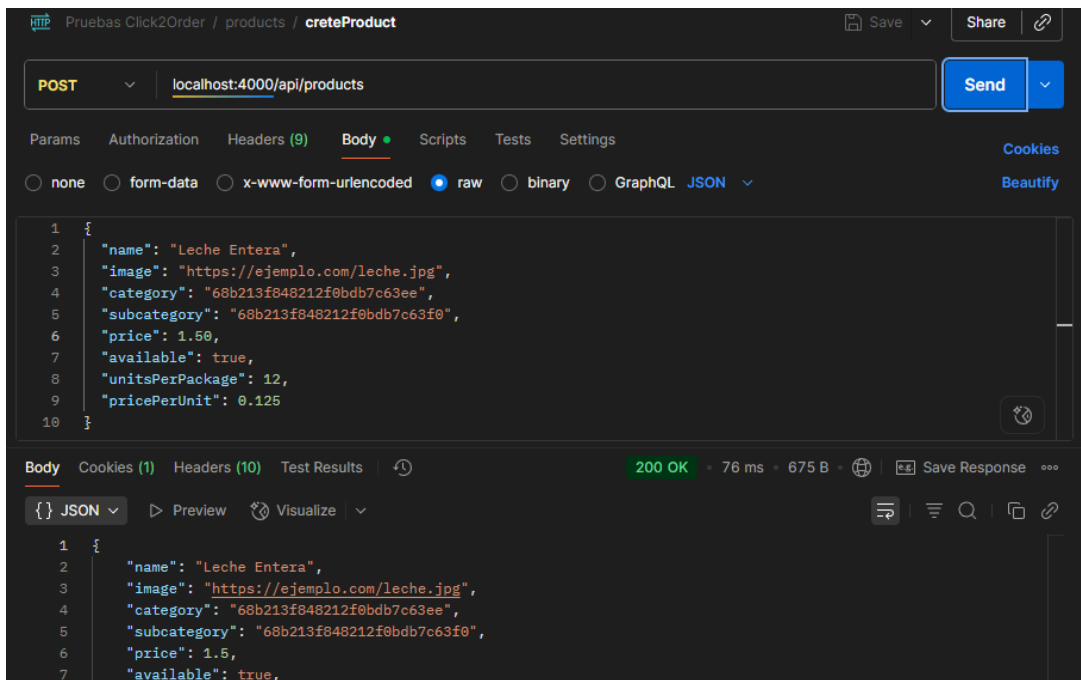 HTTP Pruebas Click2Order / products / creteProduct Save Share
POST localhost:4000/api/products Send
Params Authorization Headers (9) Body Scripts Tests Settings Cookies
none form-data x-www-form-urlencoded raw binary GraphQL JSON Beautify
1 {
2 "name": "Leche Entera",
3 "image": "https://ejemplo.com/leche.jpg",
4 "category": "68b213f848212f0bdb7c63ee",
5 "subcategory": "68b213f848212f0bdb7c63f0",
6 "price": 1.50,
7 "available": true,
8 "unitsPerPackage": 12,
9 "pricePerUnit": 0.125
10 }
Body Cookies (1) Headers (10) Test Results 200 OK • 76 ms • 675 B • e.g. Save Response
{} JSON Preview Visualize
1 {
2 "name": "Leche Entera",
3 "image": "https://ejemplo.com/leche.jpg",
4 "category": "68b213f848212f0bdb7c63ee",
5 "subcategory": "68b213f848212f0bdb7c63f0",
6 "price": 1.5,
7 "available": true,